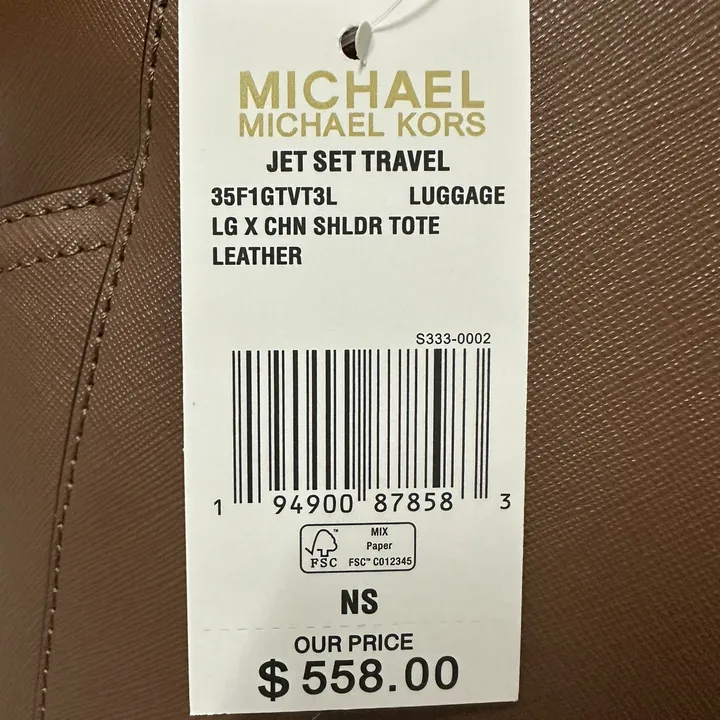 MICHAEL
MICHAEL KORS
JET SET TRAVEL
35F1GTVT3L LUGGAGE
LG X CHN SHLDR TOTE
LEATHER
S333-0002
1 94900 87858 3
FSC™
MIX
Paper
FSC™ C012345
NS
OUR PRICE
$558.00